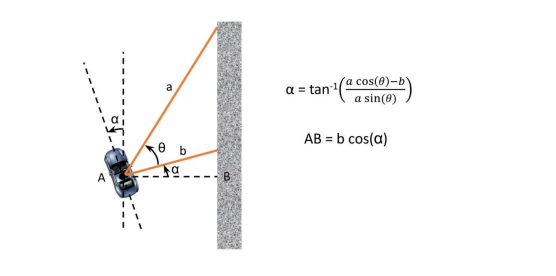 α
a
θ
b
α
A
B
α = tan⁻¹(a cos(θ)−b / a sin(θ))
AB = b cos(α)